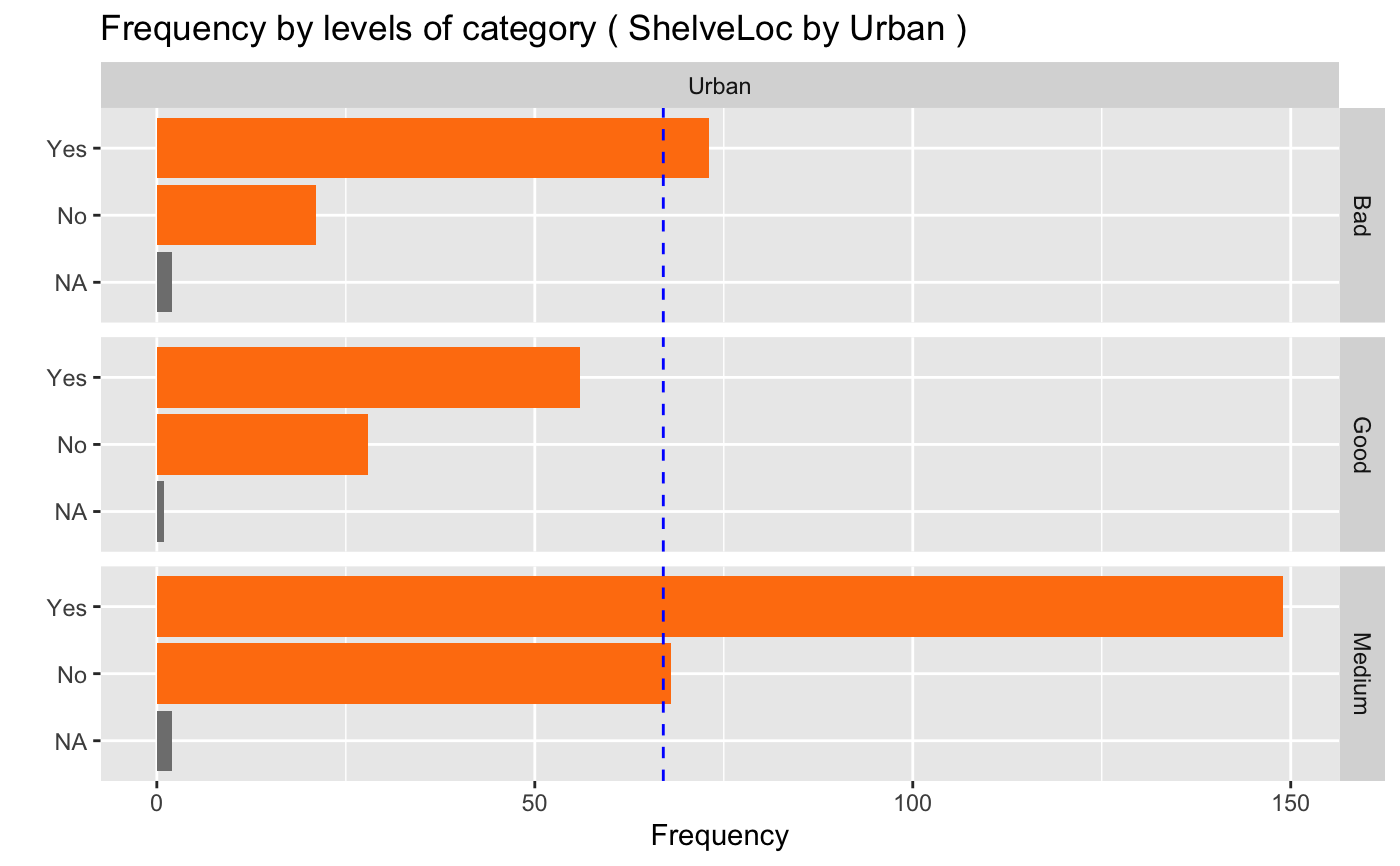 Frequency by levels of category ( ShelveLoc by Urban )
Urban
Yes
No
NA
Bad
Yes
No
NA
Good
Yes
No
NA
Medium
0 50 100 150
Frequency